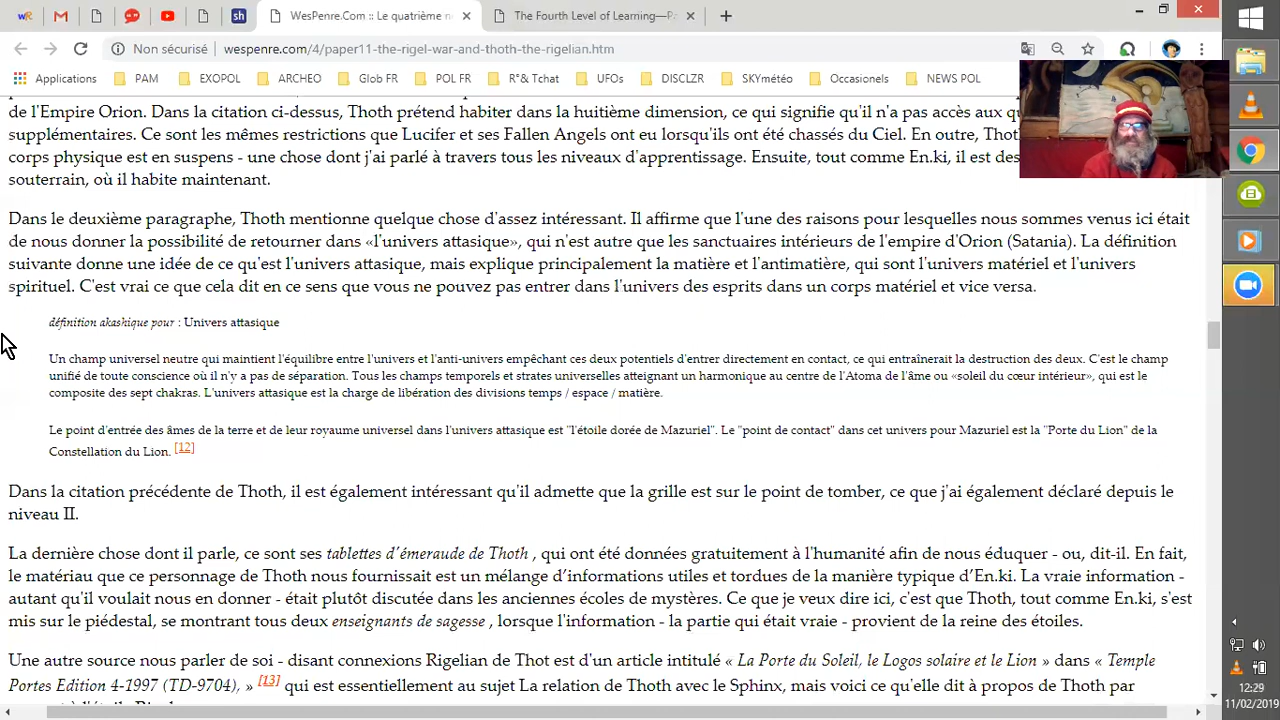 WesPenre.Com :: Le quatrième n
The Fourth Level of Learning—P
Non sécurisé
wespenre.com/4/paper11-the-rigel-war-and-thoth-the-rigelian.htm
Applications
PAM
EXOPOL
ARCHEO
Glob FR
POL FR
R°& Tchat
UFOs
DISCLZR
SKYmétéo
Occasionels
NEWS POL
de l'Empire Orion. Dans la citation ci-dessus, Thoth prétend habiter dans la huitième dimension, ce qui signifie qu'il n'a pas accès aux
supplémentaires. Ce sont les mêmes restrictions que Lucifer et ses Fallen Angels ont eu lorsqu'ils ont été chassés du Ciel. En outre,
corps physique est en suspens - une chose dont j'ai parlé à travers tous les niveaux d'apprentissage. Ensuite, tout comme En.ki, il est
souterrain, où il habite maintenant.
Dans le deuxième paragraphe, Thoth mentionne quelque chose d'assez intéressant. Il affirme que l'une des raisons pour lesquelles nous sommes venus ici était
de nous donner la possibilité de retourner dans «l'univers attasique», qui n'est autre que les sanctuaires intérieurs de l'empire d'Orion (Satania). La définition
suivante donne une idée de ce qu'est l'univers attasique, mais explique principalement la matière et l'antimatière, qui sont l'univers matériel et l'univers
spirituel. C'est vrai ce que cela dit en ce sens que vous ne pouvez pas entrer dans l'univers des esprits dans un corps matériel et vice versa.
définition akashique pour : Univers attasique
Un champ universel neutre qui maintient l'équilibre entre l'univers et l'anti-univers empêchant ces deux potentiels d'entrer directement en contact, ce qui entraînerait la destruction des deux. C'est le champ
unifié de toute conscience où il n'y a pas de séparation. Tous les champs temporels et strates universelles atteignant un harmonique au centre de l'Atoma de l'âme ou «soleil du cœur intérieur», qui est le
composite des sept chakras. L'univers attasique est la charge de libération des divisions temps / espace / matière.
Le point d'entrée des âmes de la terre et de leur royaume universel dans l'univers attasique est "l'étoile dorée de Mazuriel". Le "point de contact" dans cet univers pour Mazuriel est la "Porte du Lion" de la
Constellation du Lion. [12]
Dans la citation précédente de Thoth, il est également intéressant qu'il admette que la grille est sur le point de tomber, ce que j'ai également déclaré depuis le
niveau II.
La dernière chose dont il parle, ce sont ses tablettes d'émeraude de Thoth , qui ont été données gratuitement à l'humanité afin de nous éduquer - ou, dit-il. En fait,
le matériau que ce personnage de Thoth nous fournissait est un mélange d'informations utiles et tordues de la manière typique d'En.ki. La vraie information -
autant qu'il voulait nous en donner - était plutôt discutée dans les anciennes écoles de mystères. Ce que je veux dire ici, c'est que Thoth, tout comme En.ki, s'est
mis sur le piédestal, se montrant tous deux enseignants de sagesse , lorsque l'information - la partie qui était vraie - provient de la reine des étoiles.
Une autre source nous parler de soi - disant connexions Rigelian de Thot est d'un article intitulé « La Porte du Soleil, le Logos solaire et le Lion » dans « Temple
Portes Edition 4-1997 (TD-9704), » [13] qui est essentiellement au sujet la relation de Thoth avec le Sphinx, mais voici ce qu'elle dit à propos de Thoth par
12:29
11/02/2019